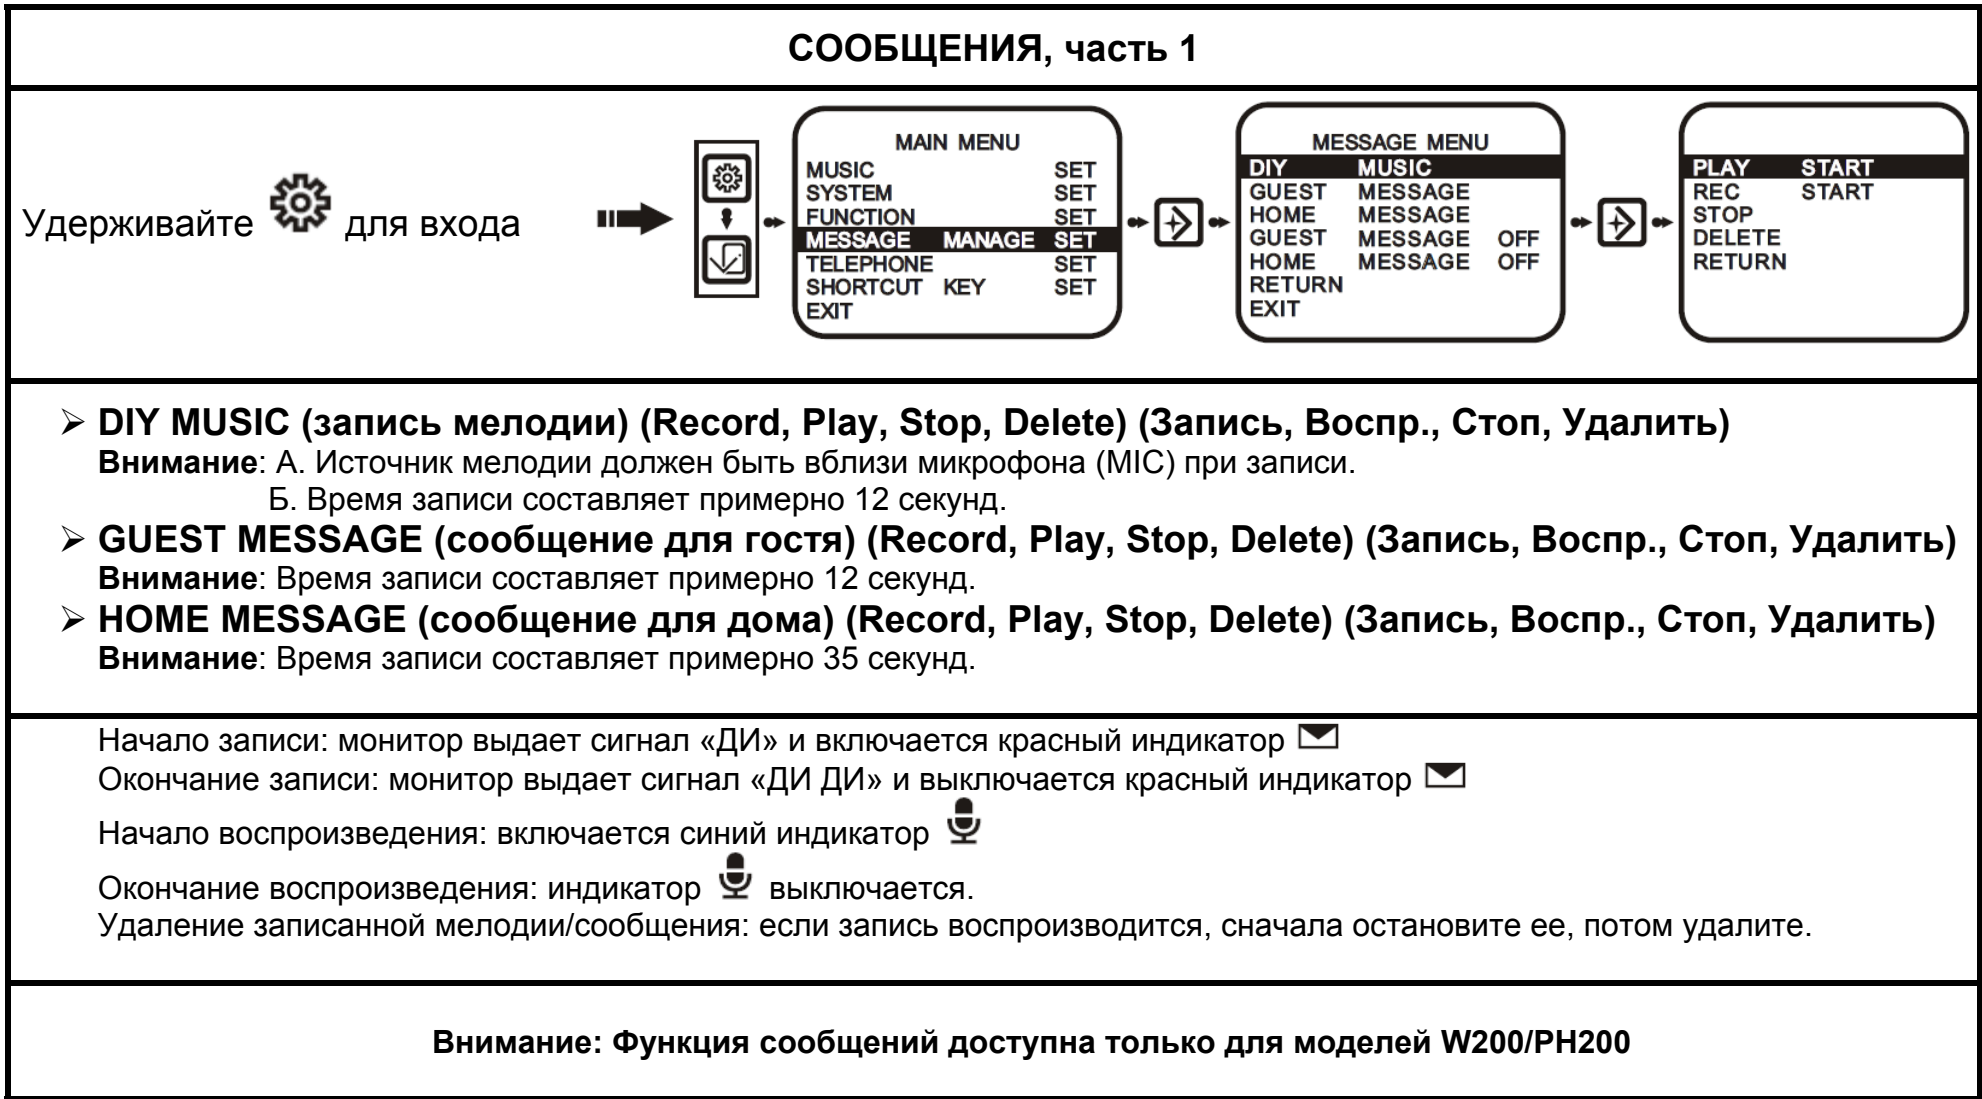 СООБЩЕНИЯ, часть 1
Удерживайте для входа
MAIN MENU
MUSIC SET
SYSTEM SET
FUNCTION SET
MESSAGE MANAGE SET
TELEPHONE SET
SHORTCUT KEY SET
EXIT
MESSAGE MENU
DIY MUSIC
GUEST MESSAGE
HOME MESSAGE
GUEST MESSAGE OFF
HOME MESSAGE OFF
RETURN
EXIT
PLAY START
REC START
STOP
DELETE
RETURN
➢ DIY MUSIC (запись мелодии) (Record, Play, Stop, Delete) (Запись, Воспр., Стоп, Удалить)
Внимание: А. Источник мелодии должен быть вблизи микрофона (MIC) при записи.
Б. Время записи составляет примерно 12 секунд.
➢ GUEST MESSAGE (сообщение для гостя) (Record, Play, Stop, Delete) (Запись, Воспр., Стоп, Удалить)
Внимание: Время записи составляет примерно 12 секунд.
➢ HOME MESSAGE (сообщение для дома) (Record, Play, Stop, Delete) (Запись, Воспр., Стоп, Удалить)
Внимание: Время записи составляет примерно 35 секунд.
Начало записи: монитор выдает сигнал «ДИ» и включается красный индикатор
Окончание записи: монитор выдает сигнал «ДИ ДИ» и выключается красный индикатор
Начало воспроизведения: включается синий индикатор
Окончание воспроизведения: индикатор выключается.
Удаление записанной мелодии/сообщения: если запись воспроизводится, сначала остановите ее, потом удалите.
Внимание: Функция сообщений доступна только для моделей W200/PH200